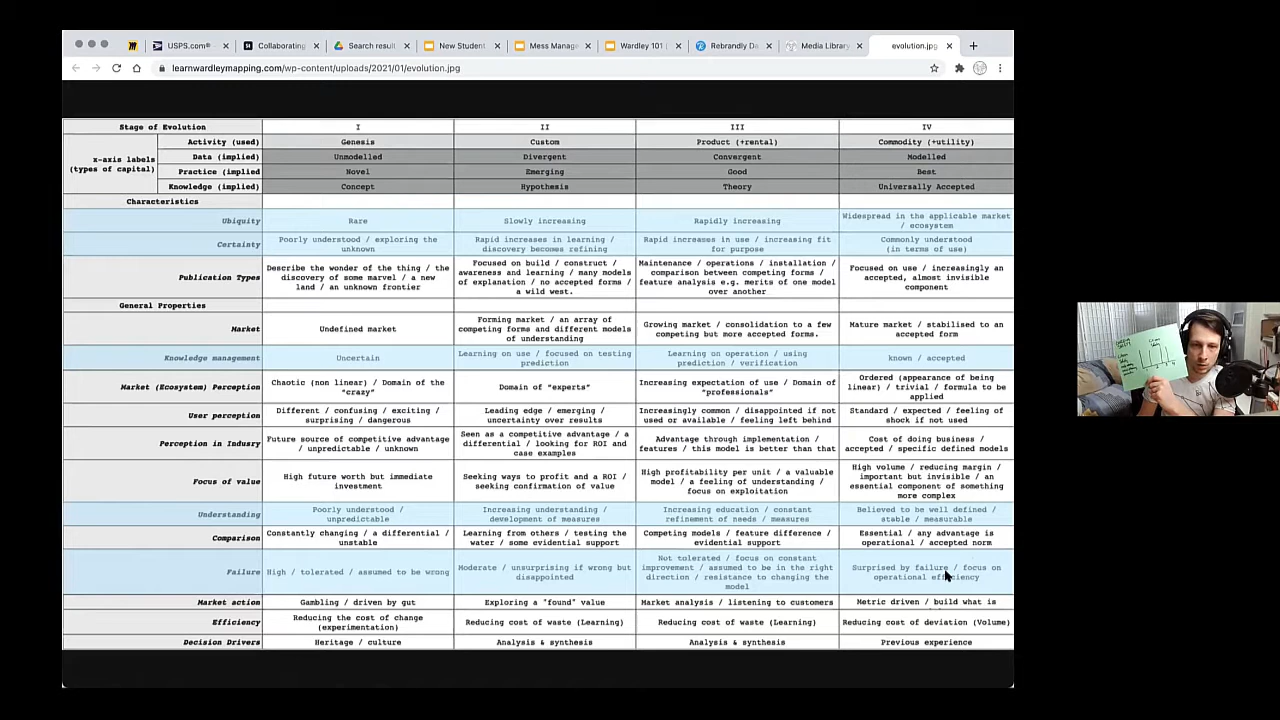 USPS.com®
Collaborating
Search result
New Student
Mess Manage
Wardley 101 (
Rebrandly Da
Media Library
evolution.jpg
learnwardleymapping.com/wp-content/uploads/2021/01/evolution.jpg
Stage of Evolution I II III IV
x-axis labels
(types of capital)
Activity (used) Genesis Custom Product (+rental) Commodity (+utility)
Data (implied) Unmodelled Divergent Convergent Modelled
Practice (implied Novel Emerging Good Best
Knowledge (implied) Concept Hypothesis Theory Universally Accepted
Characteristics
Ubiquity
Rare
Slowly increasing
Rapidly increasing
Widespread in the applicable market
/ ecosystem
Certainty
Poorly understood / exploring the
unknown
Rapid increases in learning /
discovery becomes refining
Rapid increases in use / increasing fit
for purpose
Commonly understood
(in terms of use)
Publication Types
Describe the wonder of the thing / the
discovery of some marvel / a new
land / an unknown frontier
Focused on build / construct /
awareness and learning / many models
of explanation / no accepted forms /
a wild west.
Maintenance / operations / installation /
comparison between competing forms /
feature analysis e.g. merits of one model
over another
Focused on use / increasingly an
accepted, almost invisible
component
General Properties
Market
Undefined market
Forming market / an array of
competing forms and different models
of understanding
Growing market / consolidation to a few
competing but more accepted forms.
Mature market / stabilised to an
accepted form
Knowledge management
Uncertain
Learning on use / focused on testing
prediction
Learning on operation / using
prediction / verification
known / accepted
Market (Ecosystem) Perception
Chaotic (non linear) / Domain of the
"crazy"
Domain of "experts"
Increasing expectation of use / Domain of
"professionals"
Ordered (appearance of being
linear) / trivial / formula to be
applied
User perception
Different / confusing / exciting /
surprising / dangerous
Leading edge / emerging /
uncertainty over results
Increasingly common / disappointed if not
used or available / feeling left behind
Standard / expected / feeling of
shock if not used
Perception in Indusry
Future source of competitive advantage
/ unpredictable / unknown
Seen as a competitive advantage / a
differential / looking for ROI and
case examples
Advantage through implementation /
features / this model is better than that
Cost of doing business /
accepted / specific defined models
Focus of value
High future worth but immediate
investment
Seeking ways to profit and a ROI /
seeking confirmation of value
High profitability per unit / a valuable
model / a feeling of understanding /
focus on exploitation
High volume / reducing margin /
important but invisible / an
essential component of something
more complex
Understanding
Poorly understood /
unpredictable
Increasing understanding /
development of measures
Increasing education / constant
refinement of needs / measures
Believed to be well defined /
stable / measurable
Comparison
Constantly changing / a differential /
unstable
Learning from others / testing the
water / some evidential support
Competing models / feature difference /
evidential support
Essential / any advantage is
operational / accepted norm
Failure
High / tolerated / assumed to be wrong
Moderate / unsurprising if wrong but
disappointed
Not tolerated / focus on constant
improvement / assumed to be in the right
direction / resistance to changing the
model
Surprised by failure / focus on
operational efficiency
Market action
Gambling / driven by gut
Exploring a "found" value
Market analysis / listening to customers
Metric driven / build what is
Efficiency
Reducing the cost of change
(experimentation)
Reducing cost of waste (Learning)
Reducing cost of waste (Learning)
Reducing cost of deviation (Volume)
Decision Drivers
Heritage / culture
Analysis & synthesis
Analysis & synthesis
Previous experience